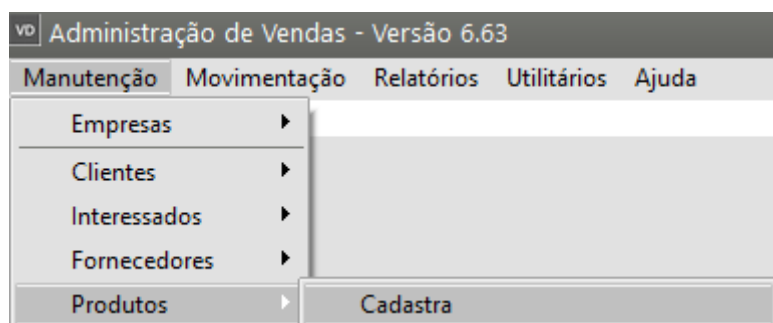 VD Administração de Vendas - Versão 6.63
Manutenção Movimentação Relatórios Utilitários Ajuda
Empresas
Clientes
Interessados
Fornecedores
Produtos Cadastra